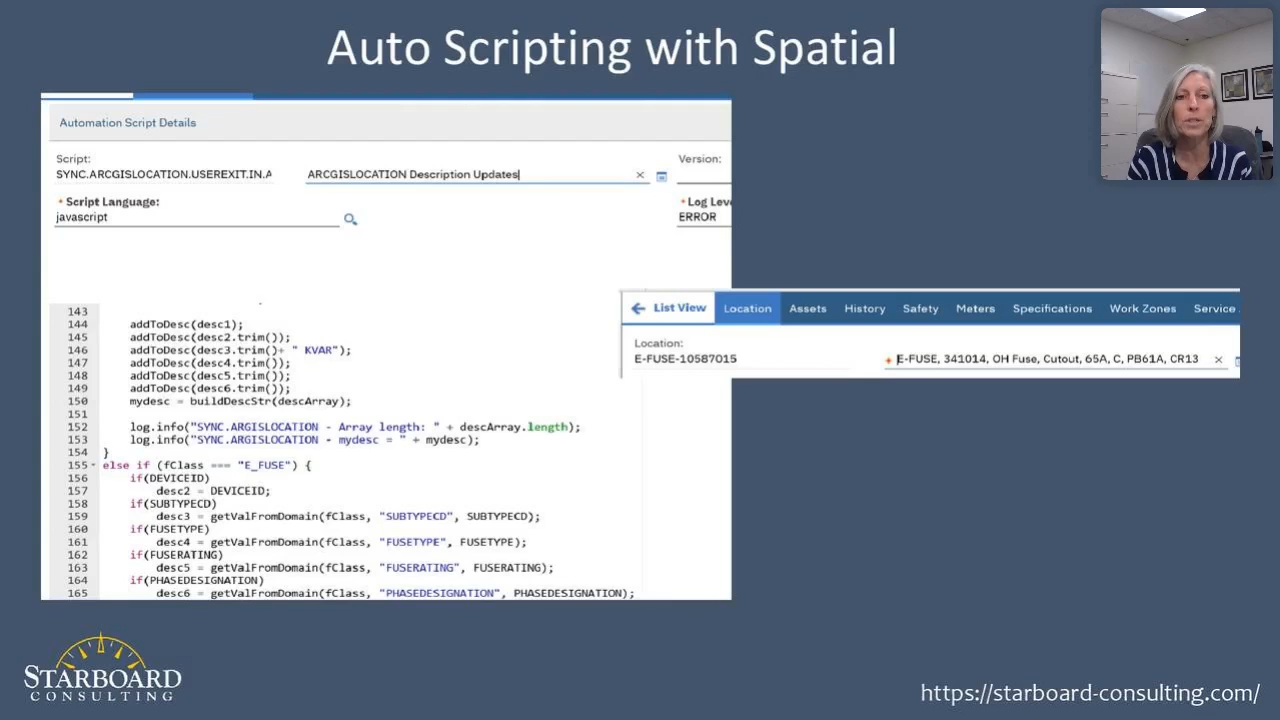 Auto Scripting with Spatial
Automation Script Details
Script:
Version:
SYNC.ARCGISLOCATION.USEREXIT.IN.A
ARCGISLOCATION Description Updates
Script Language:
Log Leve
javascript
ERROR
143
144 addToDesc(desc1);
145 addToDesc(desc2.trim());
146 addToDesc(desc3.trim()+ " KVAR");
147 addToDesc(desc4.trim());
148 addToDesc(desc5.trim());
149 addToDesc(desc6.trim());
150 mydesc = buildDescStr(descArray);
151
152 log.info("SYNC.ARGISLOCATION - Array length: " + descArray.length);
153 log.info("SYNC.ARGISLOCATION - mydesc = " + mydesc);
154 }
155 else if (fClass === "E_FUSE") {
156 if(DEVICEID)
157 desc2 = DEVICEID;
158 if(SUBTYPECD)
159 desc3 = getValFromDomain(fClass, "SUBTYPECD", SUBTYPECD);
160 if(FUSETYPE)
161 desc4 = getValFromDomain(fClass, "FUSETYPE", FUSETYPE);
162 if(FUSERATING)
163 desc5 = getValFromDomain(fClass, "FUSERATING", FUSERATING);
164 if(PHASEDESIGNATION)
165 desc6 = getValFromDomain(fClass, "PHASEDESIGNATION", PHASEDESIGNATION);
List View Location Assets History Safety Meters Specifications Work Zones Service
Location:
E-FUSE-10587015
E-FUSE, 341014, OH Fuse, Cutout, 65A, C, PB61A, CR13
STARBOARD
CONSULTING
https://starboard-consulting.com/